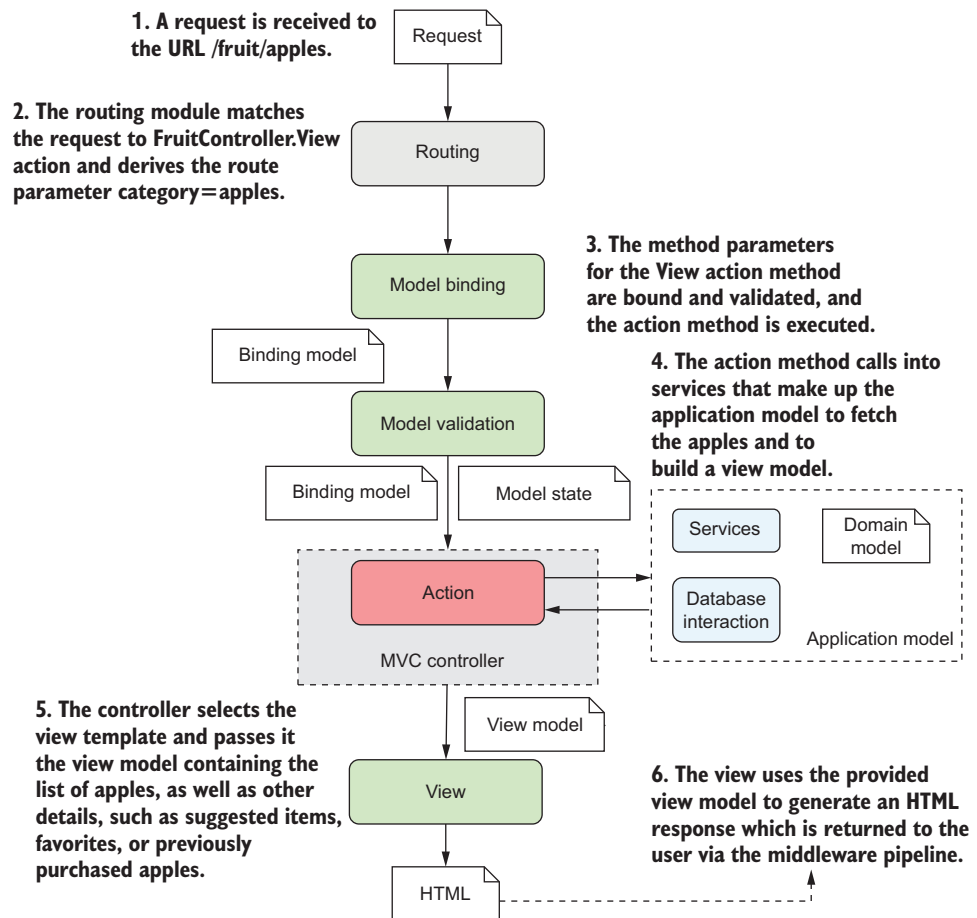 1. A request is received to
the URL /fruit/apples.
Request
2. The routing module matches
the request to FruitController.View
action and derives the route
parameter category=apples.
Routing
3. The method parameters
for the View action method
are bound and validated, and
the action method is executed.
Model binding
Binding model
4. The action method calls into
services that make up the
application model to fetch
the apples and to
build a view model.
Model validation
Binding model
Model state
Services
Domain
model
Database
interaction
Application model
Action
MVC controller
5. The controller selects the
view template and passes it
the view model containing the
list of apples, as well as other
details, such as suggested items,
favorites, or previously
purchased apples.
View model
View
6. The view uses the provided
view model to generate an HTML
response which is returned to the
user via the middleware pipeline.
HTML